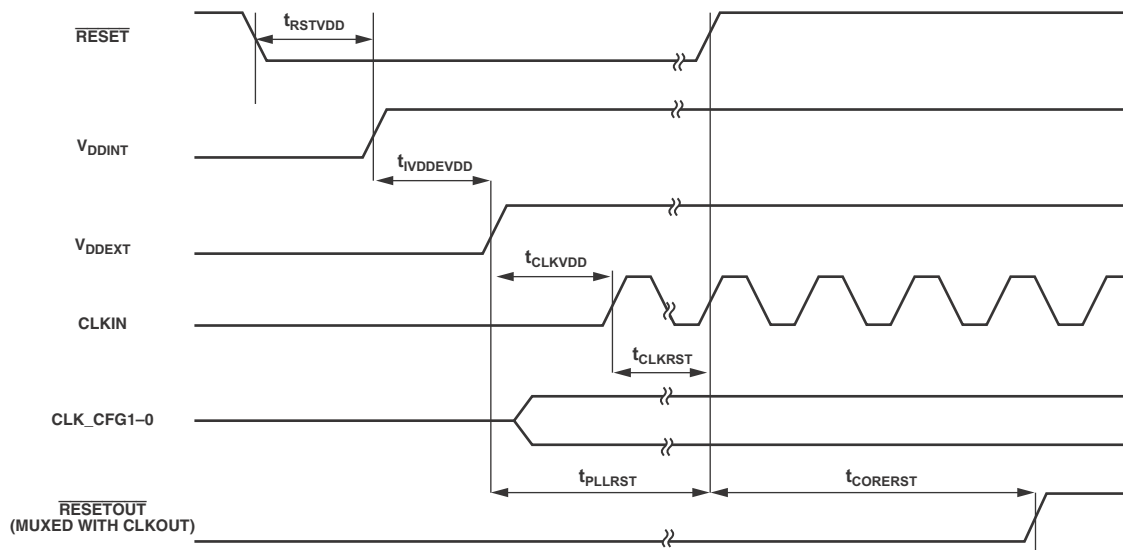 RESET
tRSTVDD
VDDINT
tIVDDEVDD
VDDEXT
tCLKVDD
CLKIN
tCLKRST
CLK_CFG1–0
tPLLRST
tCORERST
RESETOUT
(MUXED WITH CLKOUT)